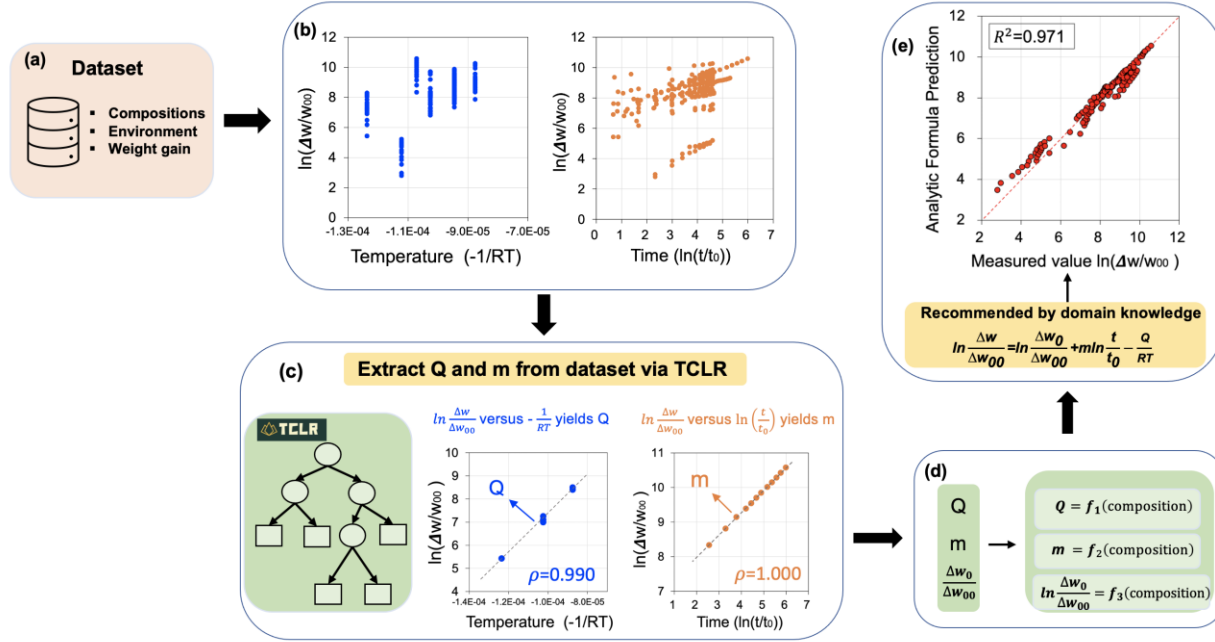 (a)
Dataset
▪ Compositions
▪ Environment
▪ Weight gain
(b)
ln(Δw/w₀₀)
12
10
8
6
4
2
0
-1.3E-04 -1.1E-04 -9.0E-05 -7.0E-05
Temperature (-1/RT)
ln(Δw/w₀₀)
12
10
8
6
4
2
0
0 1 2 3 4 5 6 7
Time (ln(t/t₀))
(c)
Extract Q and m from dataset via TCLR
TCLR
ln Δw/Δw₀₀ versus - 1/RT yields Q
ln(Δw/w₀₀)
10
9
8
7
6
5
4
Q
ρ=0.990
-1.4E-04 -1.2E-04 -1.0E-04 -8.0E-05
Temperature (-1/RT)
ln Δw/Δw₀₀ versus ln (t/t₀) yields m
ln(Δw/w₀₀)
11
10
9
8
7
m
ρ=1.000
1 2 3 4 5 6 7
Time (ln(t/t₀))
(d)
Q
m
Δw₀/Δw₀₀
Q = f₁(composition)
m = f₂(composition)
ln Δw₀/Δw₀₀ = f₃(composition)
(e)
R²=0.971
Analytic Formula Prediction
12
10
8
6
4
2
2 4 6 8 10 12
Measured value ln(Δw/w₀₀ )
Recommended by domain knowledge
ln Δw/Δw₀₀=ln Δw₀/Δw₀₀+mln t/t₀ − Q/RT